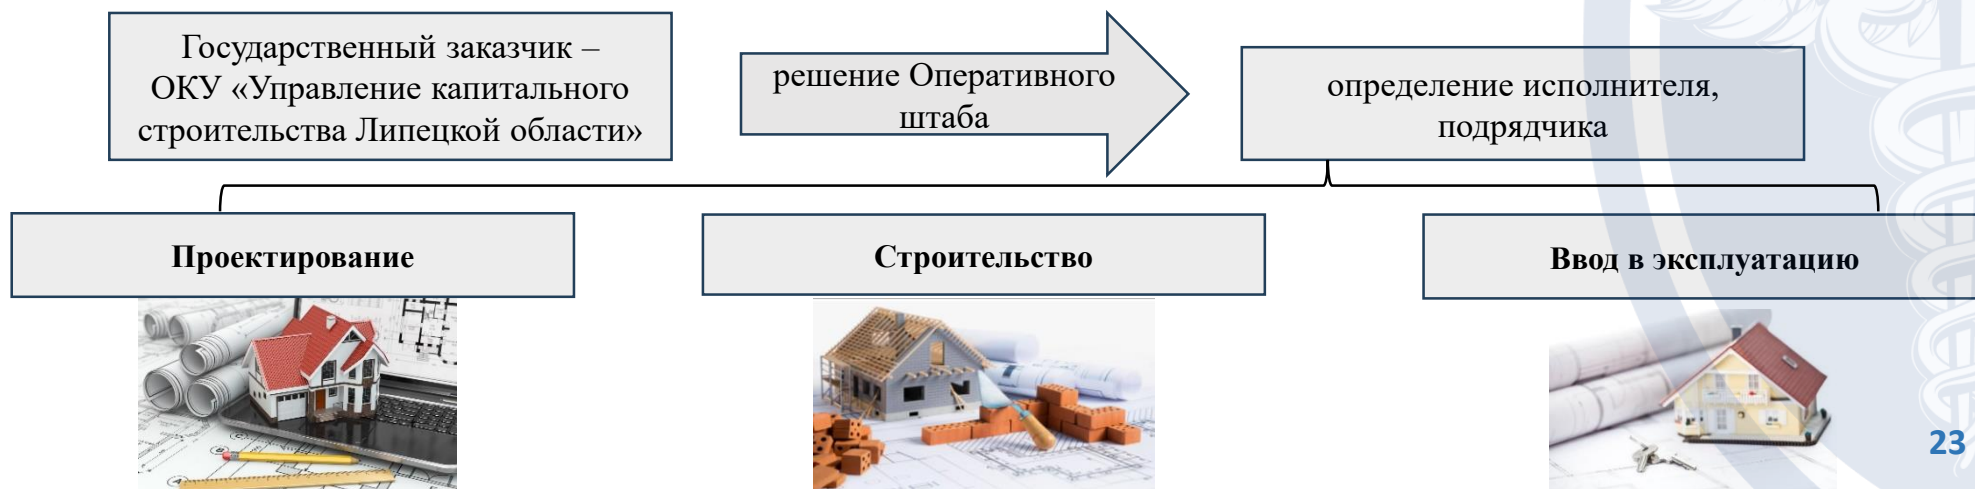 Государственный заказчик –
ОКУ «Управление капитального
строительства Липецкой области»
решение Оперативного
штаба
определение исполнителя,
подрядчика
Проектирование
Строительство
Ввод в эксплуатацию
23